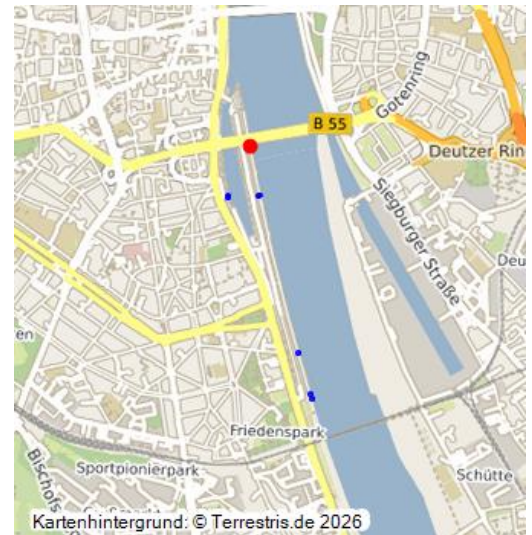 Gotenring
B 55
Deutzer Rin
Siegburger Straße
Deu
en
Friedenspark
Sportpionierpark
Schütte
Bischofs
Kartenhintergrund: © Terrestris.de 2026